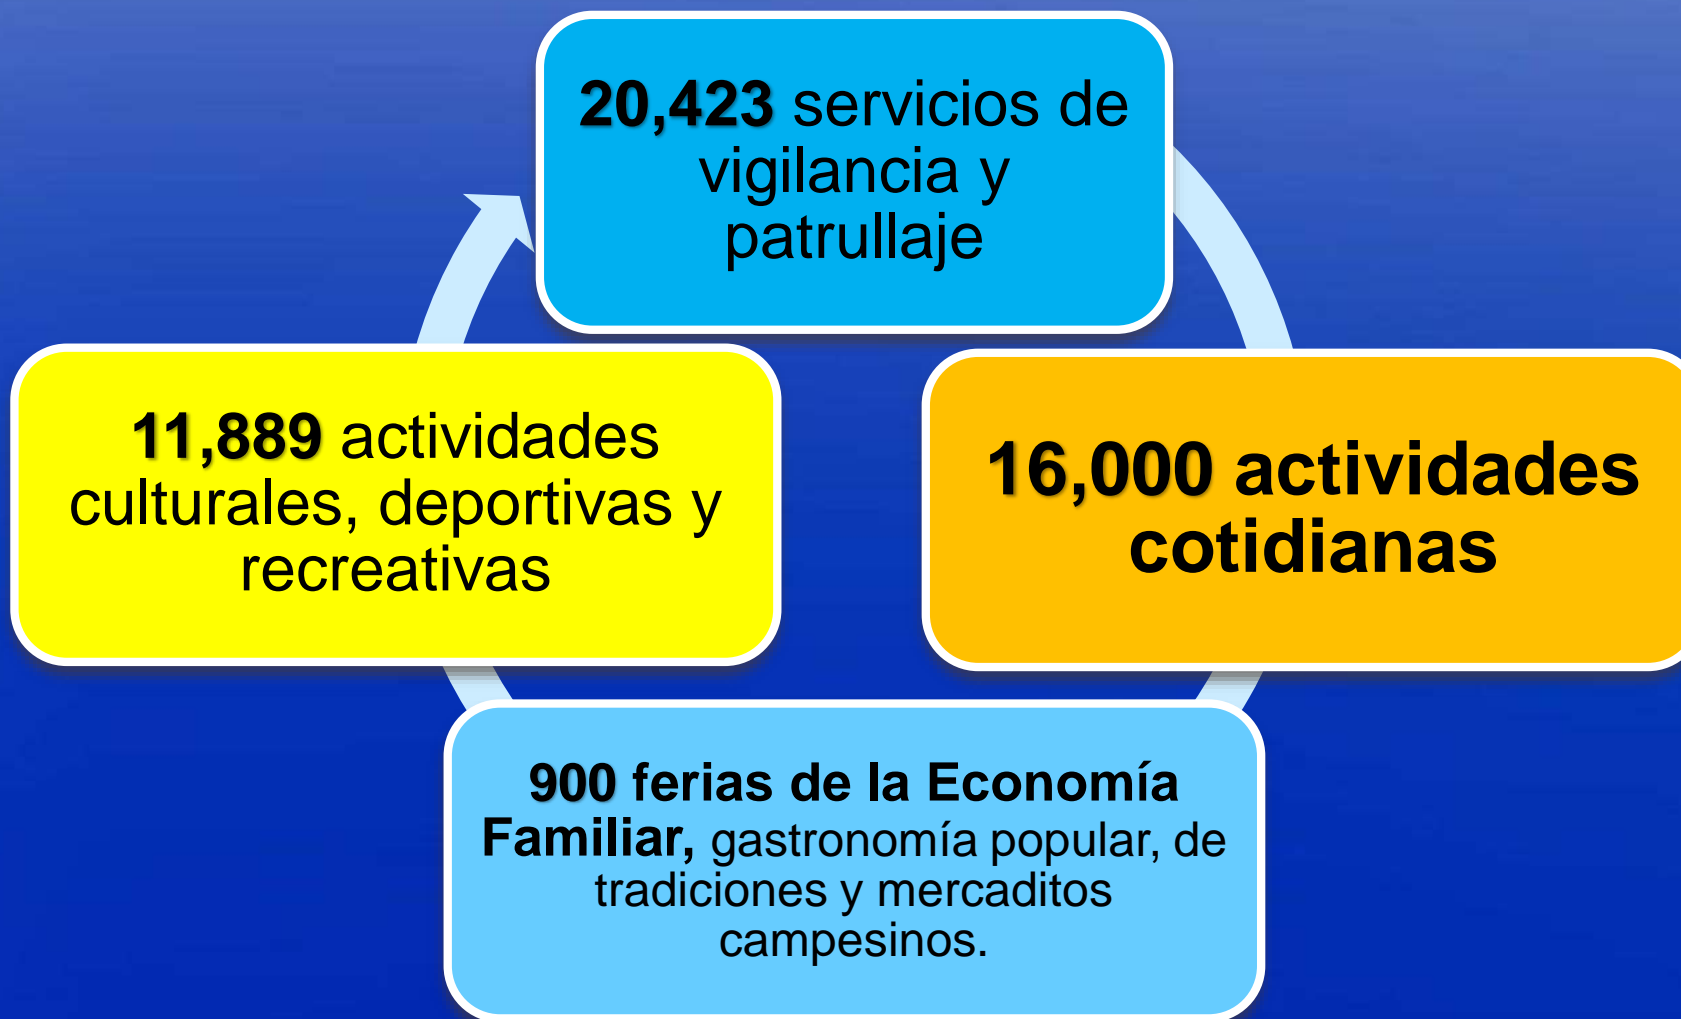 20,423 servicios de
vigilancia y
patrullaje
11,889 actividades
culturales, deportivas y
recreativas
16,000 actividades
cotidianas
900 ferias de la Economía
Familiar, gastronomía popular, de
tradiciones y mercaditos
campesinos.